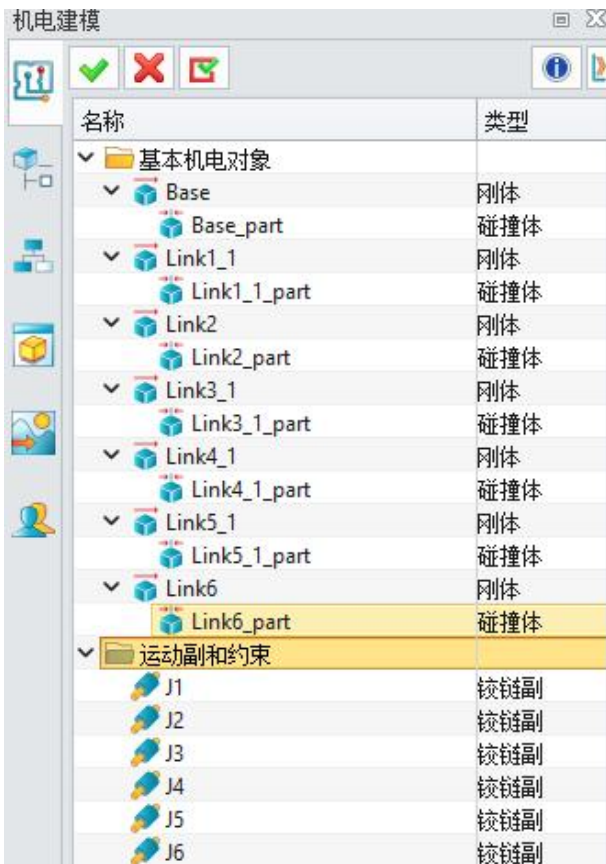 机电建模
名称 类型
基本机电对象
Base 刚体
Base_part 碰撞体
Link1_1 刚体
Link1_1_part 碰撞体
Link2 刚体
Link2_part 碰撞体
Link3_1 刚体
Link3_1_part 碰撞体
Link4_1 刚体
Link4_1_part 碰撞体
Link5_1 刚体
Link5_1_part 碰撞体
Link6 刚体
Link6_part 碰撞体
运动副和约束
J1 铰链副
J2 铰链副
J3 铰链副
J4 铰链副
J5 铰链副
J6 铰链副